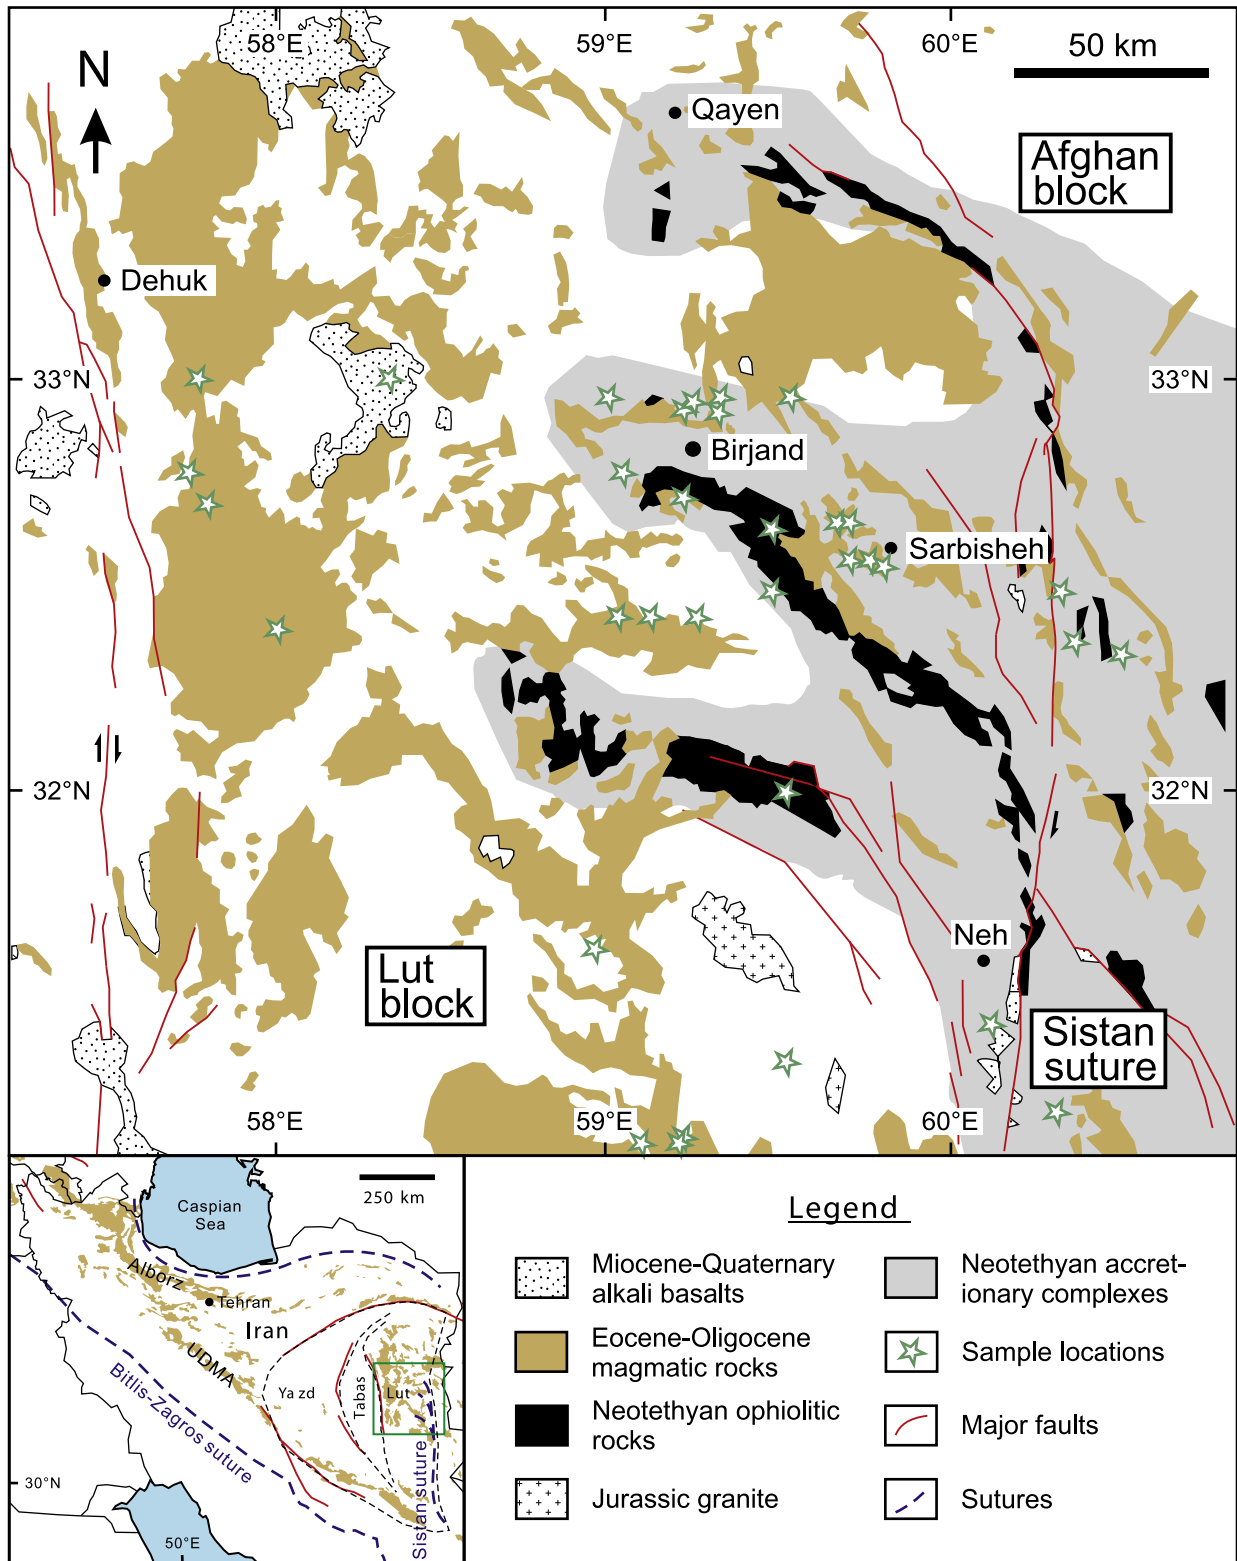 58°E
59°E
60°E
50 km
N
Qayen
Afghan
block
Dehuk
33°N
33°N
Birjand
Sarbisheh
32°N
32°N
Neh
Lut
block
Sistan
suture
58°E
59°E
60°E
250 km
Caspian
Sea
Alborz
Tehran
Iran
UDMA
Yazd
Tabas
Lut
Bitlis-Zagros suture
Sistan suture
30°N
50°E
Legend
Miocene-Quaternary
alkali basalts
Eocene-Oligocene
magmatic rocks
Neotethyan ophiolitic
rocks
Jurassic granite
Neotethyan accret-
ionary complexes
Sample locations
Major faults
Sutures